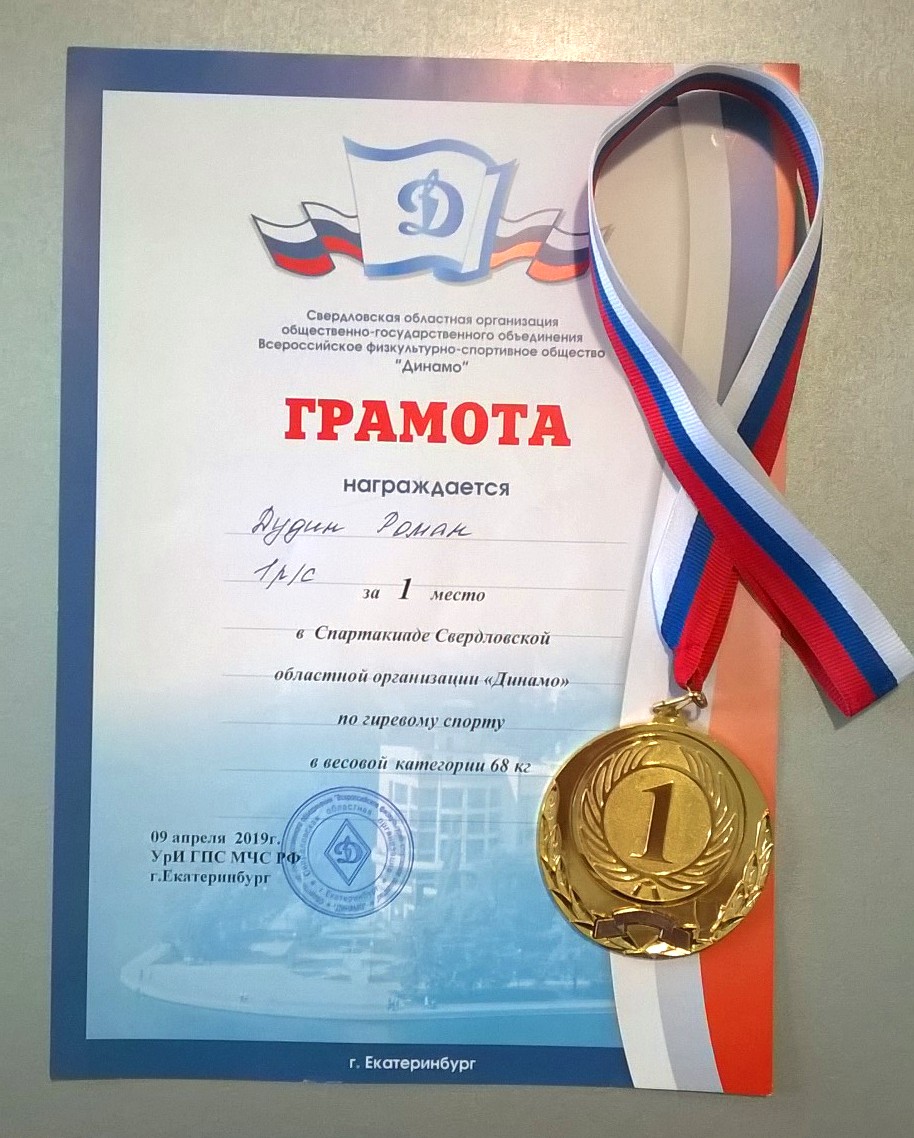 Свердловская областная организация
общественно-государственного объединения
Всероссийское физкультурно-спортивное общество
"Динамо"
ГРАМОТА
награждается
Дудин Роман
1р/с
за 1 место
в Спартакиаде Свердловской
областной организации «Динамо»
по гиревому спорту
в весовой категории 68 кг
09 апреля 2019г.
УрИ ГПС МЧС РФ
г.Екатеринбург
г. Екатеринбург
1